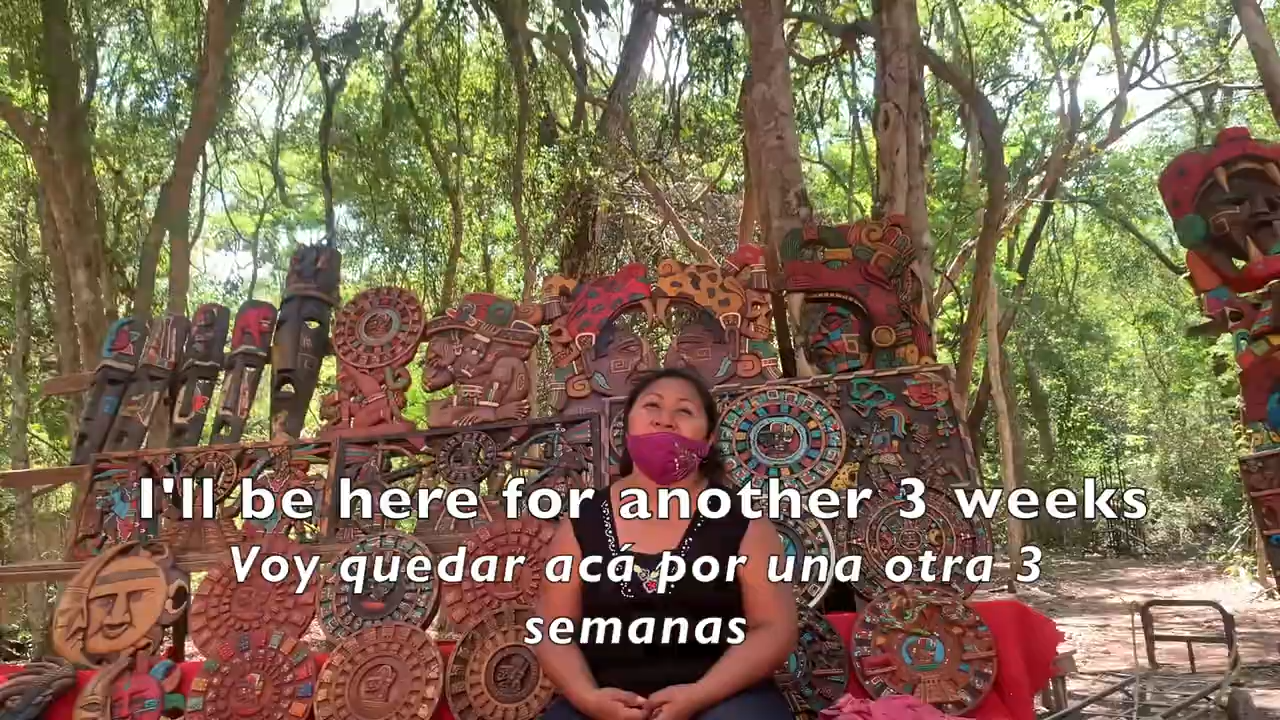 I'll be here for another 3 weeks
Voy quedar acá por una otra 3
semanas